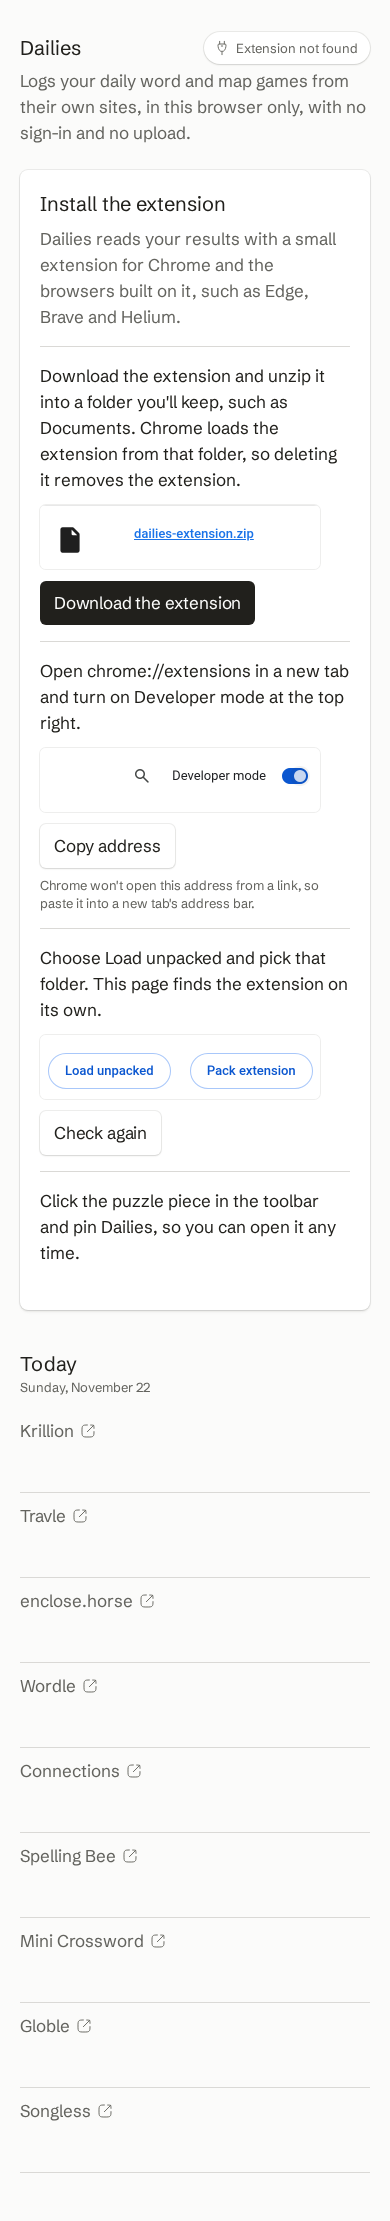 Dailies
Extension not found
Logs your daily word and map games from
their own sites, in this browser only, with no
sign-in and no upload.
Install the extension
Dailies reads your results with a small
extension for Chrome and the
browsers built on it, such as Edge,
Brave and Helium.
Download the extension and unzip it
into a folder you'll keep, such as
Documents. Chrome loads the
extension from that folder, so deleting
it removes the extension.
dailies-extension.zip
Download the extension
Open chrome://extensions in a new tab
and turn on Developer mode at the top
right.
Developer mode
Copy address
Chrome won't open this address from a link, so
paste it into a new tab's address bar.
Choose Load unpacked and pick that
folder. This page finds the extension on
its own.
Load unpacked
Pack extension
Check again
Click the puzzle piece in the toolbar
and pin Dailies, so you can open it any
time.
Today
Sunday, November 22
Krillion
Travle
enclose.horse
Wordle
Connections
Spelling Bee
Mini Crossword
Globle
Songless